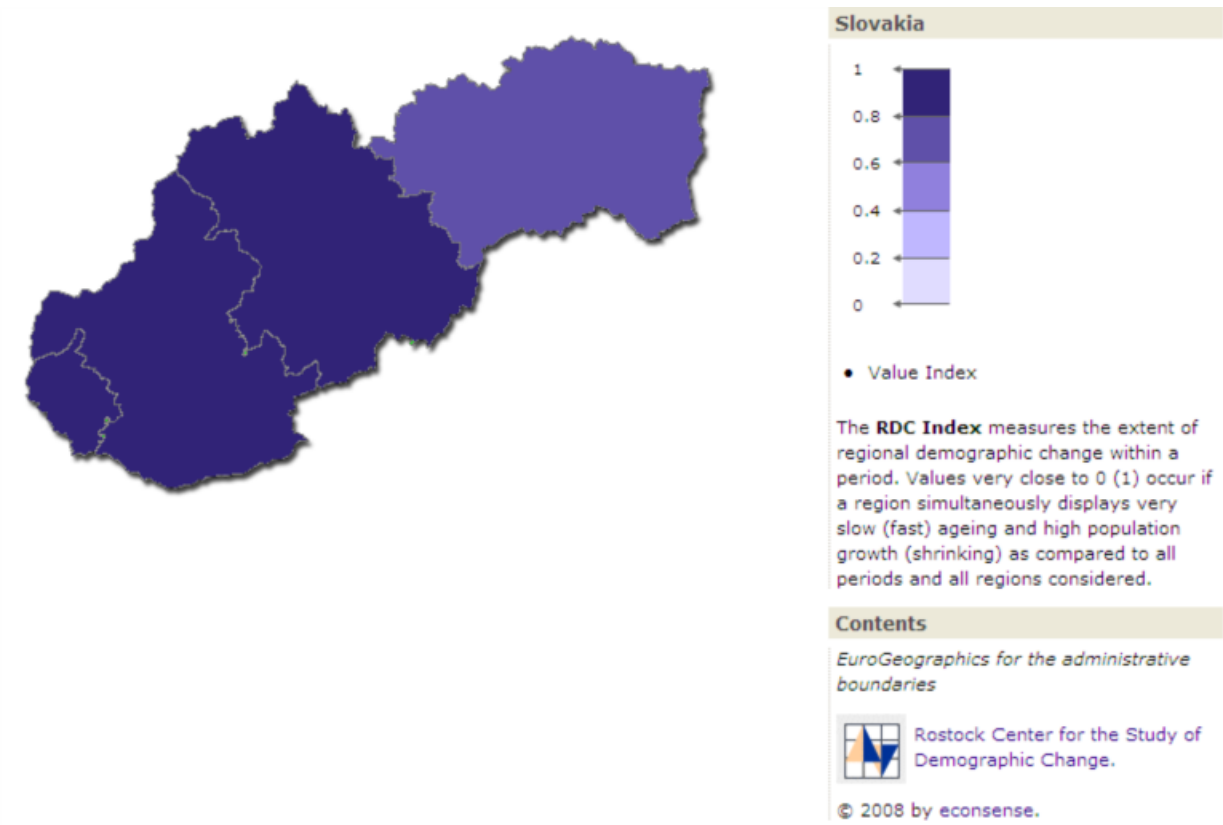 Slovakia
1
0.8
0.6
0.4
0.2
0
• Value Index
The RDC Index measures the extent of
regional demographic change within a
period. Values very close to 0 (1) occur if
a region simultaneously displays very
slow (fast) ageing and high population
growth (shrinking) as compared to all
periods and all regions considered.
Contents
EuroGeographics for the administrative
boundaries
Rostock Center for the Study of
Demographic Change.
© 2008 by econsense.